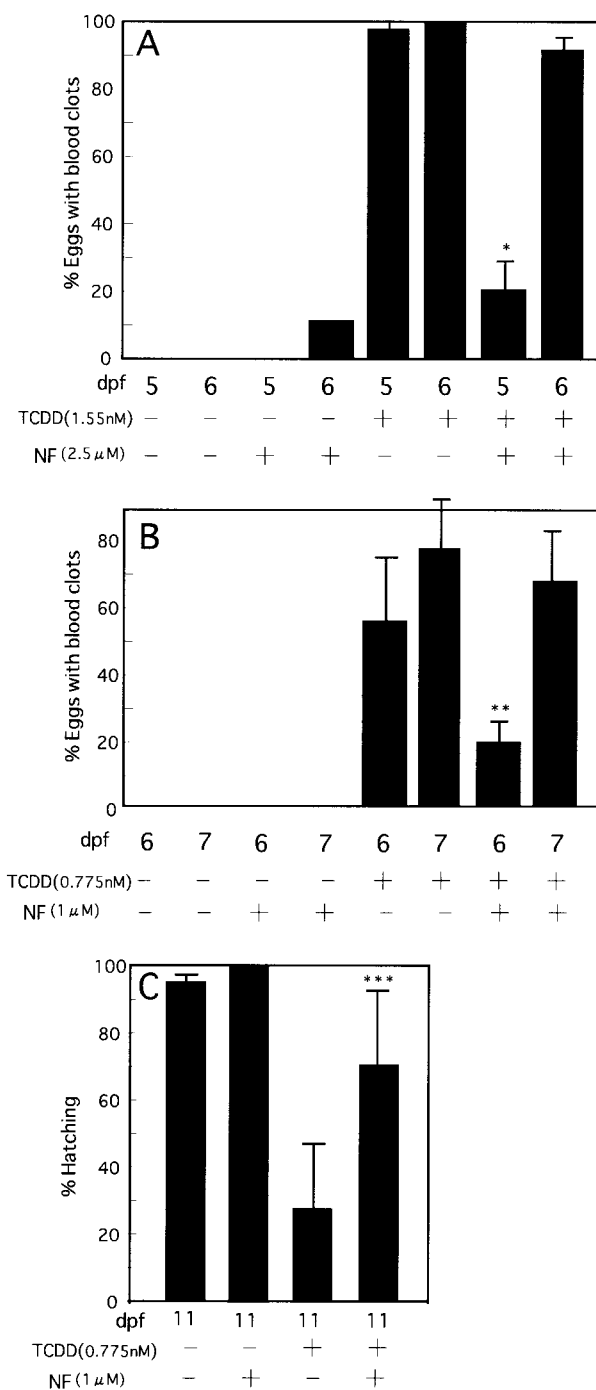 A
% Eggs with blood clots
100
80
60
40
20
0
*
dpf 5 6 5 6 5 6 5 6
TCDD(1.55nM) − − − − + + + +
NF (2.5 μM) − − + + − − + +
B
% Eggs with blood clots
80
60
40
20
0
**
dpf 6 7 6 7 6 7 6 7
TCDD(0.775nM) − − − − + + + +
NF (1 μM) − − + + − − + +
C
% Hatching
100
80
60
40
20
0
***
dpf 11 11 11 11
TCDD(0.775nM) − − + +
NF (1 μM) − + − +